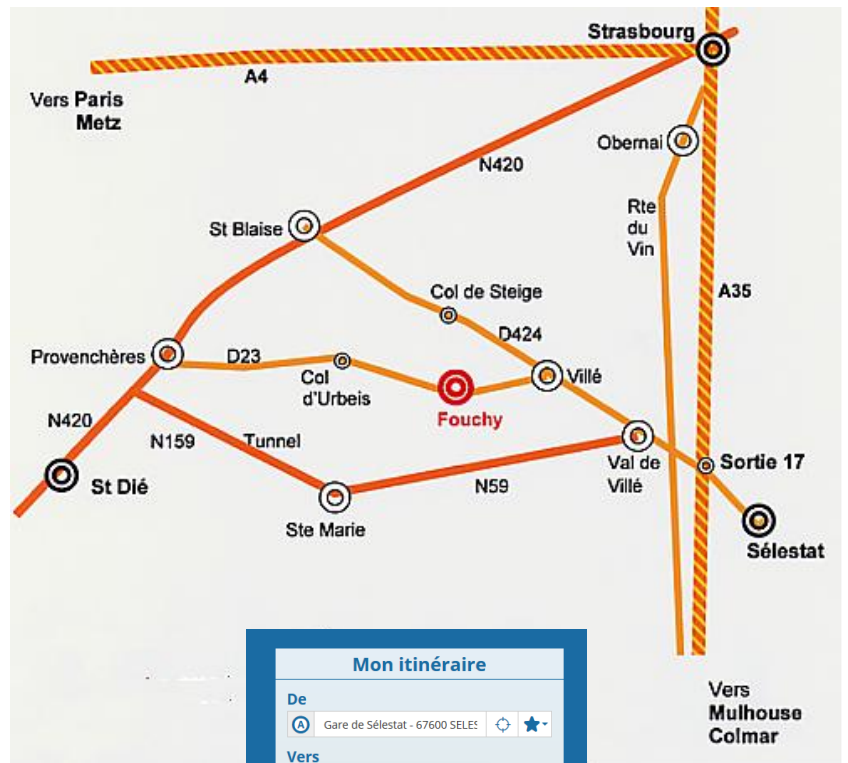 Strasbourg
A4
Vers Paris
Metz
Obernai
N420
Rte
du
Vin
St Blaise
Col de Steige
A35
D424
Provenchères
D23
Col
d'Urbeis
Villé
Fouchy
N420
N159
Tunnel
Val de
Villé
Sortie 17
St Dié
N59
Ste Marie
Sélestat
Mon itinéraire
De
A
Gare de Sélestat - 67600 SELES
Vers
Vers
Mulhouse
Colmar